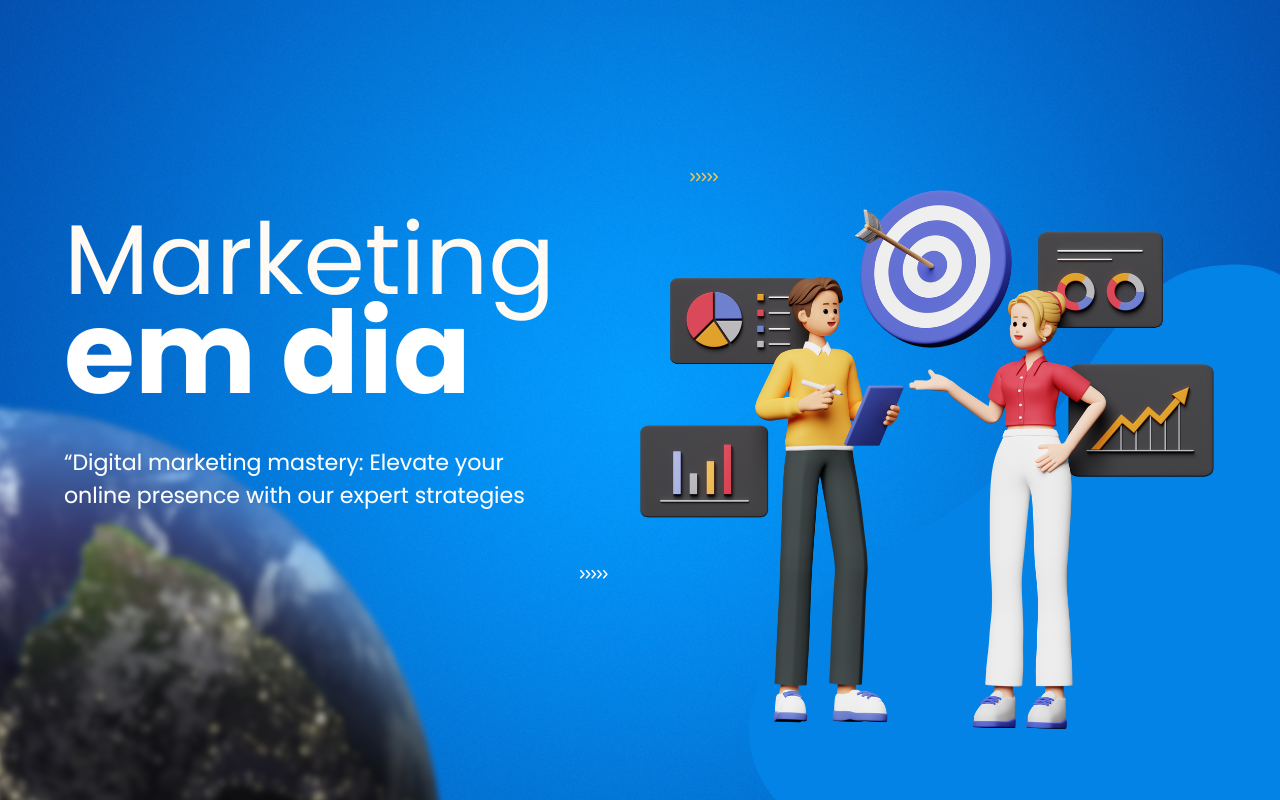 Marketing
em dia
“Digital marketing mastery: Elevate your
online presence with our expert strategies